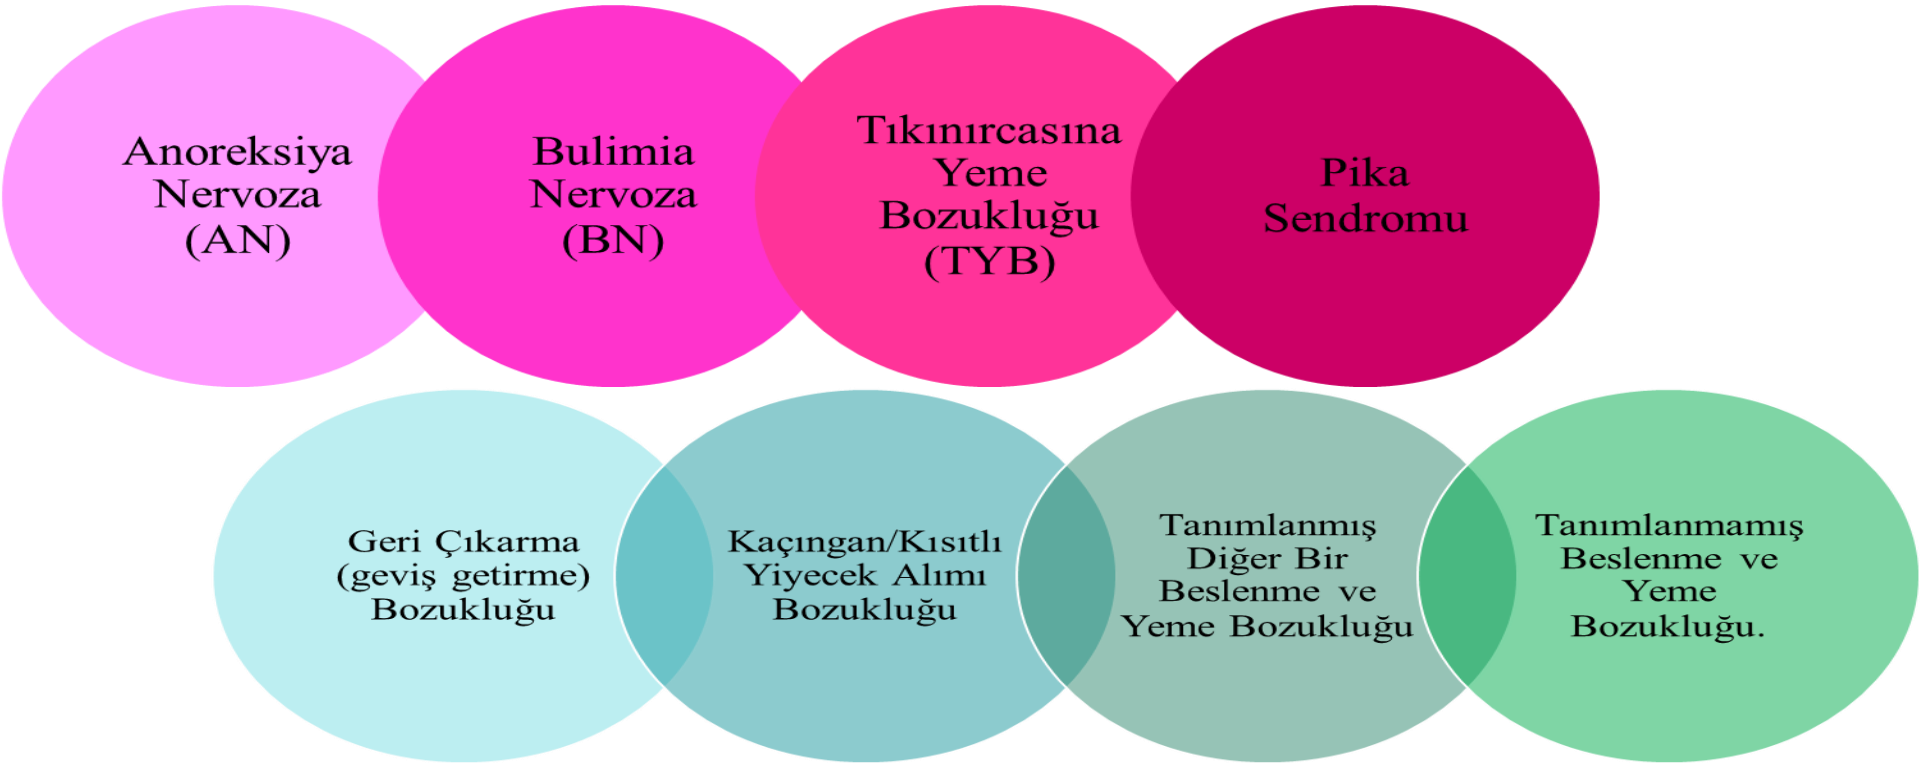 Anoreksiya
Nervoza
(AN)
Bulimia
Nervoza
(BN)
Tıkınırcasına
Yeme
Bozukluğu
(TYB)
Pika
Sendromu
Geri Çıkarma
(geviş getirme)
Bozukluğu
Kaçıngan/Kısıtlı
Yiyecek Alımı
Bozukluğu
Tanımlanmış
Diğer Bir
Beslenme ve
Yeme Bozukluğu
Tanımlanmamış
Beslenme ve
Yeme
Bozukluğu.